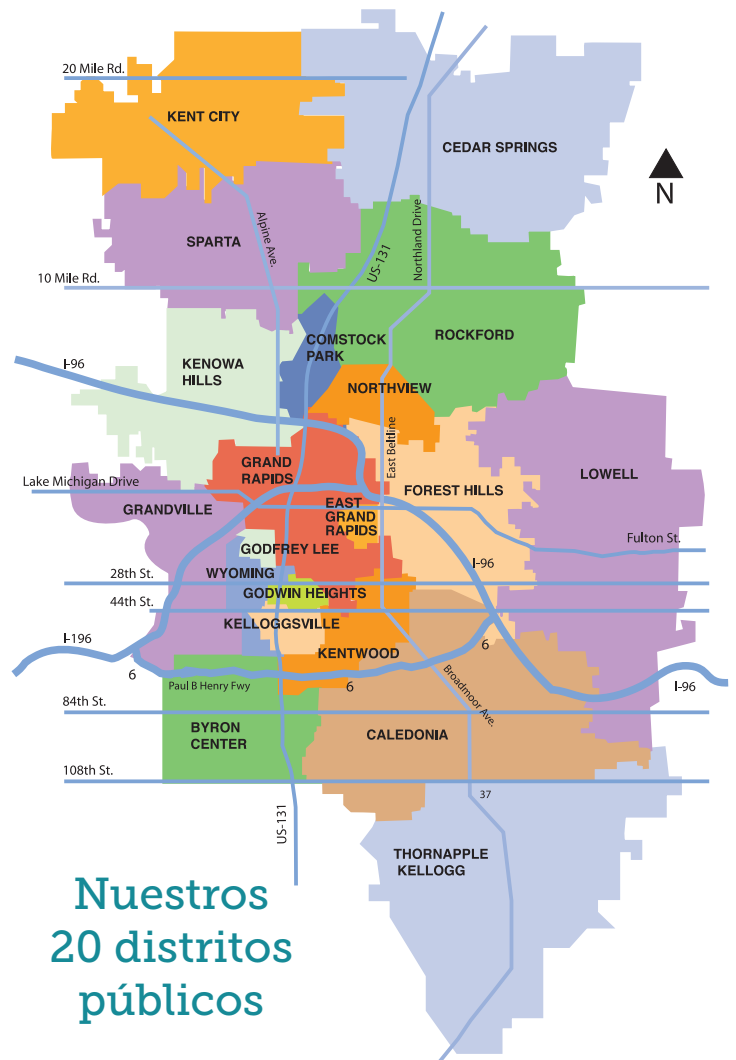 20 Mile Rd.
KENT CITY
CEDAR SPRINGS
N
Alpine Ave.
US-131
Northland Drive
SPARTA
10 Mile Rd.
COMSTOCK
PARK
ROCKFORD
I-96
KENOWA
HILLS
NORTHVIEW
East Beltline
GRAND
RAPIDS
LOWELL
Lake Michigan Drive
FOREST HILLS
GRANDVILLE
EAST
GRAND
RAPIDS
Fulton St.
GODFREY LEE
I-96
28th St.
WYOMING
GODWIN HEIGHTS
44th St.
KELLOGGSVILLE
I-196
KENTWOOD
6
6
Paul B Henry Fwy
6
Broadmoor Ave.
I-96
84th St.
BYRON
CENTER
CALEDONIA
108th St.
37
US-131
THORNAPPLE
KELLOGG
Nuestros
20 distritos
públicos